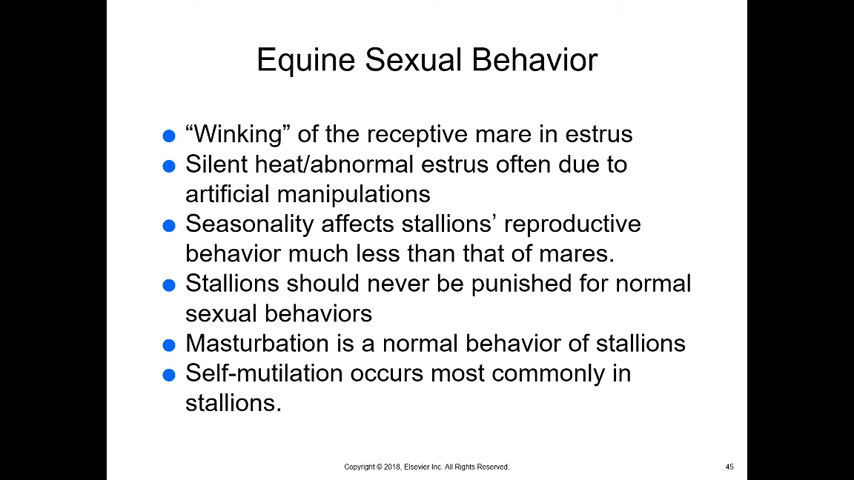 Equine Sexual Behavior
● “Winking” of the receptive mare in estrus
● Silent heat/abnormal estrus often due to
artificial manipulations
● Seasonality affects stallions’ reproductive
behavior much less than that of mares.
● Stallions should never be punished for normal
sexual behaviors
● Masturbation is a normal behavior of stallions
● Self-mutilation occurs most commonly in
stallions.
Copyright © 2018, Elsevier Inc. All Rights Reserved.
45